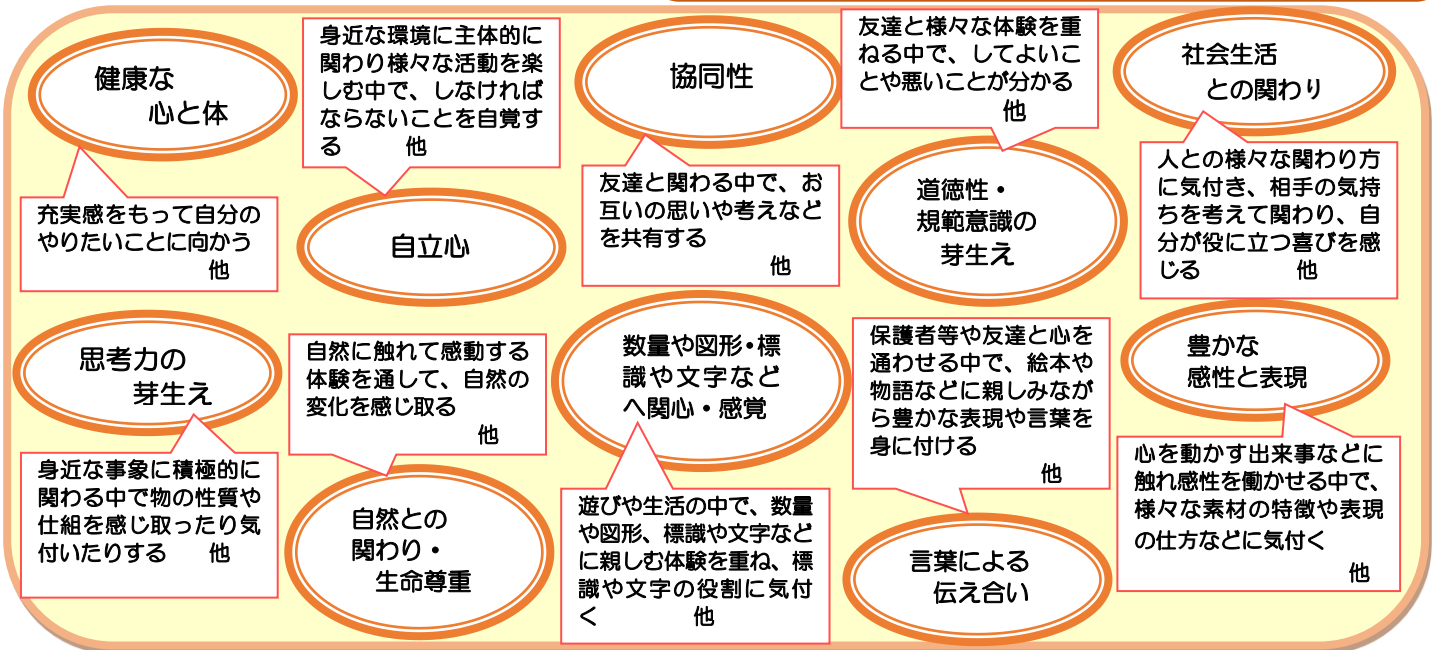 健康な
心と体
充実感をもって自分の
やりたいことに向かう
他
身近な環境に主体的に
関わり様々な活動を楽
しむ中で、しなければ
ならないことを自覚す
る　他
自立心
協同性
友達と関わる中で、お
互いの思いや考えなど
を共有する
他
友達と様々な体験を重
ねる中で、してよいこ
とや悪いことが分かる
他
道徳性・
規範意識の
芽生え
社会生活
との関わり
人との様々な関わり方
に気付き、相手の気持
ちを考えて関わり、自
分が役に立つ喜びを感
じる　他
思考力の
芽生え
身近な事象に積極的に
関わる中で物の性質や
仕組を感じ取ったり気
付いたりする　他
自然に触れて感動する
体験を通して、自然の
変化を感じ取る
他
自然との
関わり・
生命尊重
数量や図形・標
識や文字など
へ関心・感覚
遊びや生活の中で、数量
や図形、標識や文字など
に親しむ体験を重ね、標
識や文字の役割に気付
く　他
保護者等や友達と心を
通わせる中で、絵本や
物語などに親しみなが
ら豊かな表現や言葉を
身に付ける
他
言葉による
伝え合い
豊かな
感性と表現
心を動かす出来事などに
触れ感性を働かせる中で、
様々な素材の特徴や表現
の仕方などに気付く
他